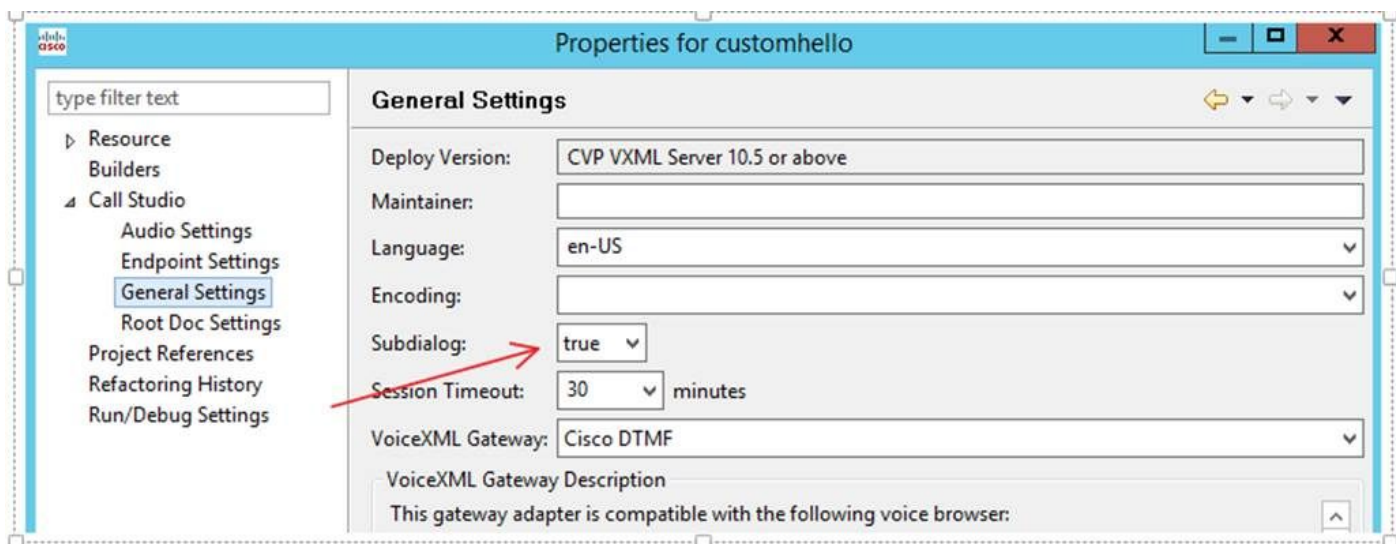 cisco
Properties for customhello
type filter text
Resource
Builders
Call Studio
Audio Settings
Endpoint Settings
General Settings
Root Doc Settings
Project References
Refactoring History
Run/Debug Settings
General Settings
Deploy Version: CVP VXML Server 10.5 or above
Maintainer:
Language: en-US
Encoding:
Subdialog: true
Session Timeout: 30 minutes
VoiceXML Gateway: Cisco DTMF
VoiceXML Gateway Description
This gateway adapter is compatible with the following voice browser: